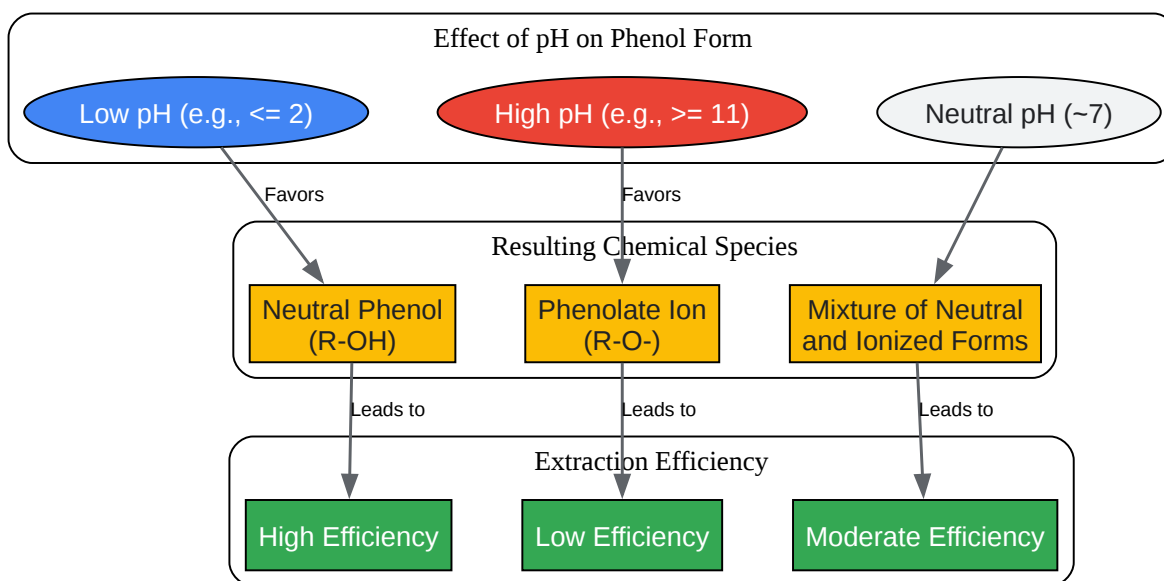 Effect of pH on Phenol Form
Low pH (e.g., <= 2)
High pH (e.g., >= 11)
Neutral pH (~7)
Favors
Favors
Resulting Chemical Species
Neutral Phenol
(R-OH)
Phenolate Ion
(R-O-)
Mixture of Neutral
and Ionized Forms
Leads to
Leads to
Leads to
Extraction Efficiency
High Efficiency
Low Efficiency
Moderate Efficiency